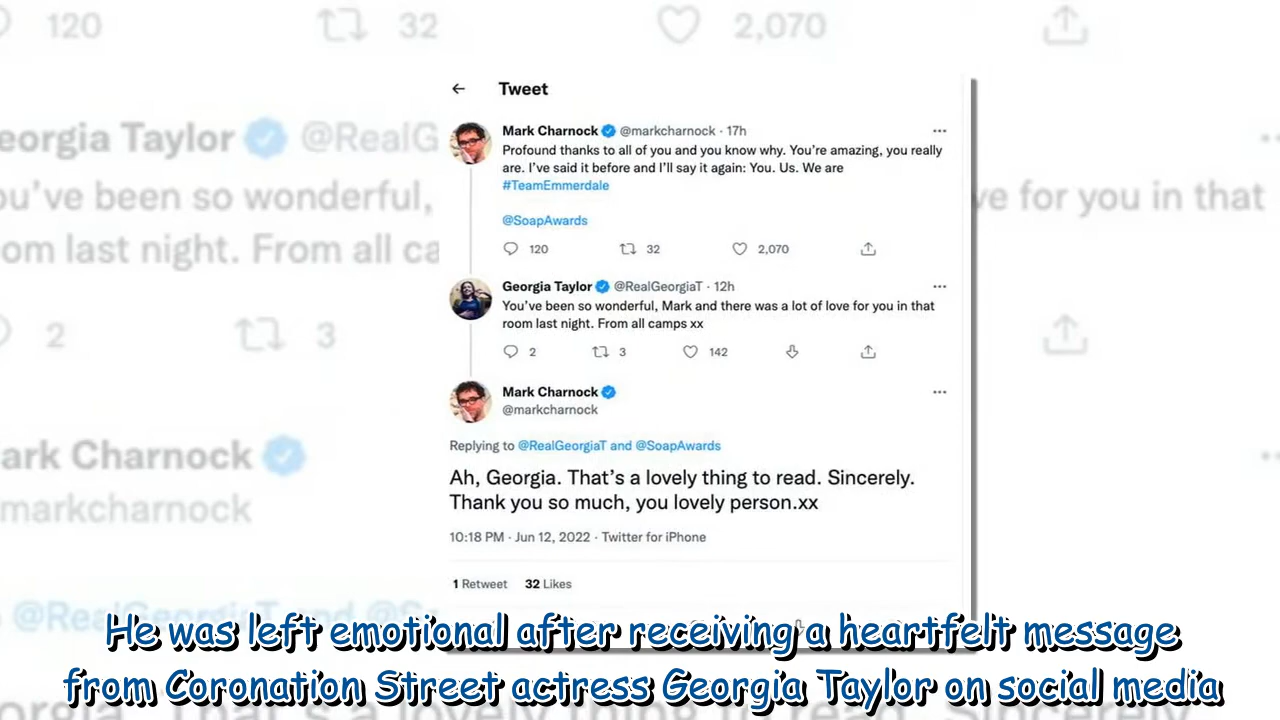 120 32 2,070
Tweet
Mark Charnock @markcharnock · 17h
Profound thanks to all of you and you know why. You're amazing, you really
are. I've said it before and I'll say it again: You. Us. We are
#TeamEmmerdale
@SoapAwards
120 32 2,070
Georgia Taylor @RealGeorgiaT · 12h
You've been so wonderful, Mark and there was a lot of love for you in that
room last night. From all camps xx
2 3 142
Mark Charnock
@markcharnock
Replying to @RealGeorgiaT and @SoapAwards
Ah, Georgia. That's a lovely thing to read. Sincerely.
Thank you so much, you lovely person.xx
10:18 PM · Jun 12, 2022 · Twitter for iPhone
1 Retweet 32 Likes
eorgia Taylor @RealG
ou've been so wonderful, ve for you in that
om last night. From all ca
2 3
ark Charnock
markcharnock
@RealGeorgiaT and @S
He was left emotional after receiving a heartfelt message
from Coronation Street actress Georgia Taylor on social media